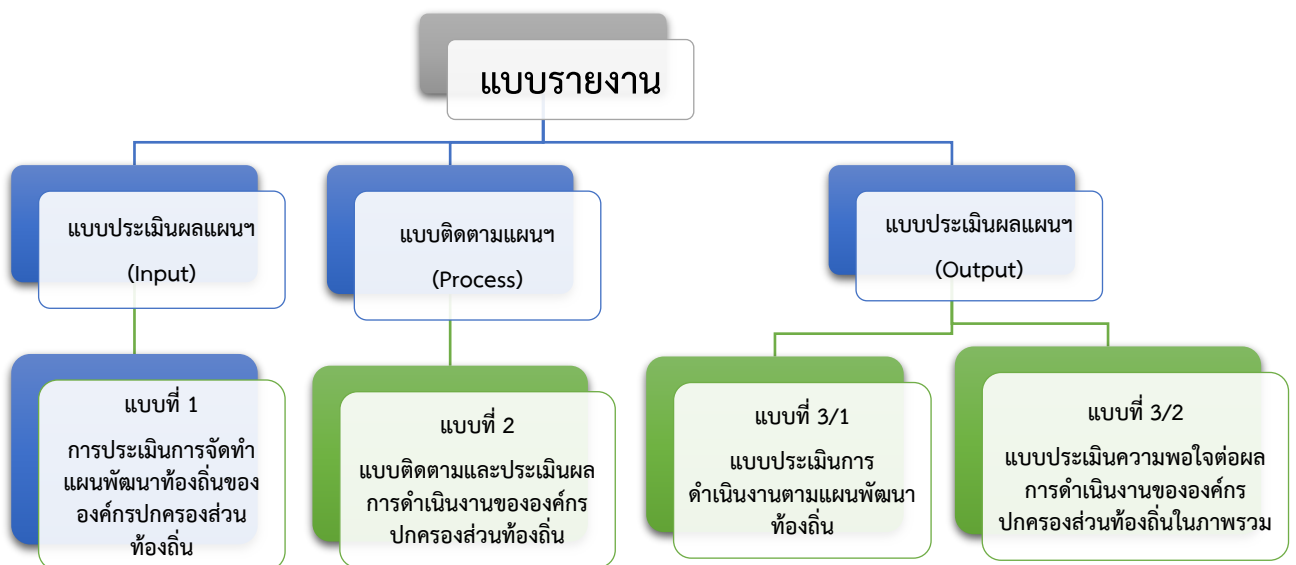 แบบรายงาน
แบบประเมินผลแผนฯ
(Input)
แบบติดตามแผนฯ
(Process)
แบบประเมินผลแผนฯ
(Output)
แบบที่ 1
การประเมินการจัดทำ
แผนพัฒนาท้องถิ่นของ
องค์กรปกครองส่วน
ท้องถิ่น
แบบที่ 2
แบบติดตามและประเมินผล
การดำเนินงานขององค์กร
ปกครองส่วนท้องถิ่น
แบบที่ 3/1
แบบประเมินการ
ดำเนินงานตามแผนพัฒนา
ท้องถิ่น
แบบที่ 3/2
แบบประเมินความพอใจต่อผล
การดำเนินงานขององค์กร
ปกครองส่วนท้องถิ่นในภาพรวม